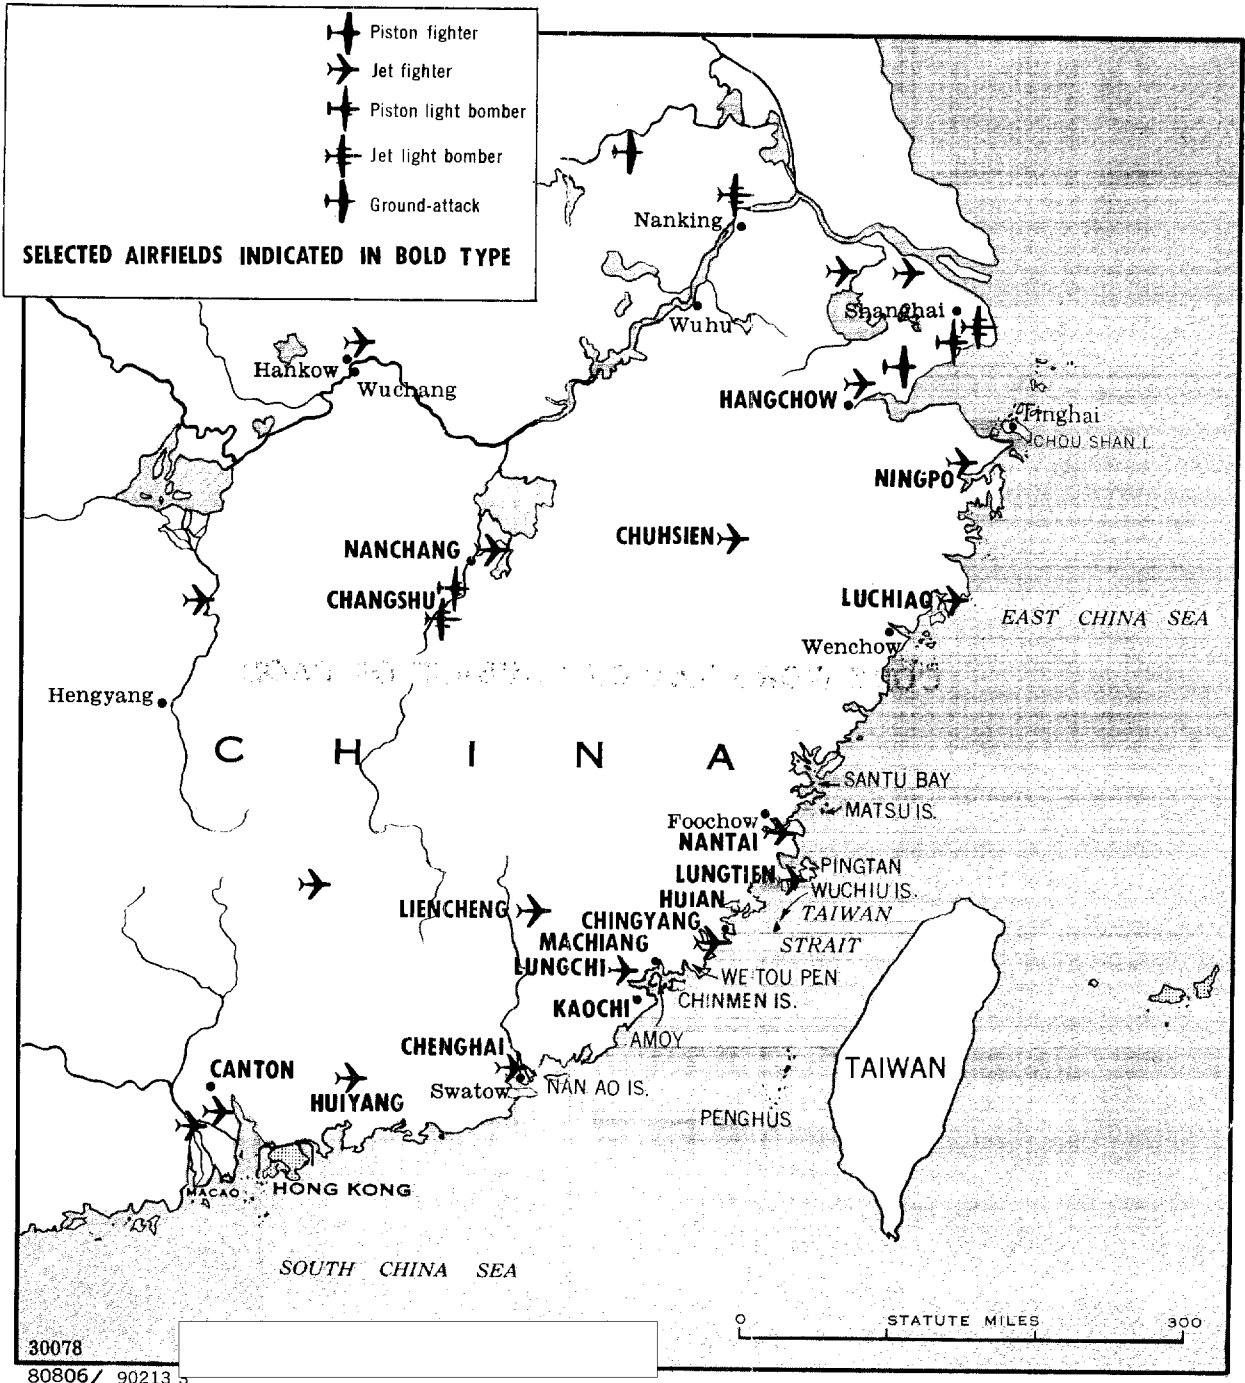 Piston fighter
Jet fighter
Piston light bomber
Jet light bomber
Ground-attack
SELECTED AIRFIELDS INDICATED IN BOLD TYPE
Nanking
Shanghai
Wuhu
Hankow
Wuchang
HANGCHOW
Tinghai
CHOU SHAN I.
NINGPO
CHUHSIEN
NANCHANG
CHANGSHU
LUCHIAO
EAST CHINA SEA
Wenchow
Hengyang
CHINA
SANTU BAY
MATSU IS.
Foochow
NANTAI
LUNGTIEN
PINGTAN
WUCHIU IS.
HUIAN
LIENCHENG
CHINGYANG
TAIWAN
STRAIT
MACHIANG
LUNGCHI
WE TOU PEN
CHINMEN IS.
KAOCHI
AMOY
CHENGHAI
CANTON
TAIWAN
Swatow
NAN AO IS.
HUIYANG
PENGHUS
MACAO
HONG KONG
SOUTH CHINA SEA
0 STATUTE MILES 300
30078
80806/ 90213 5